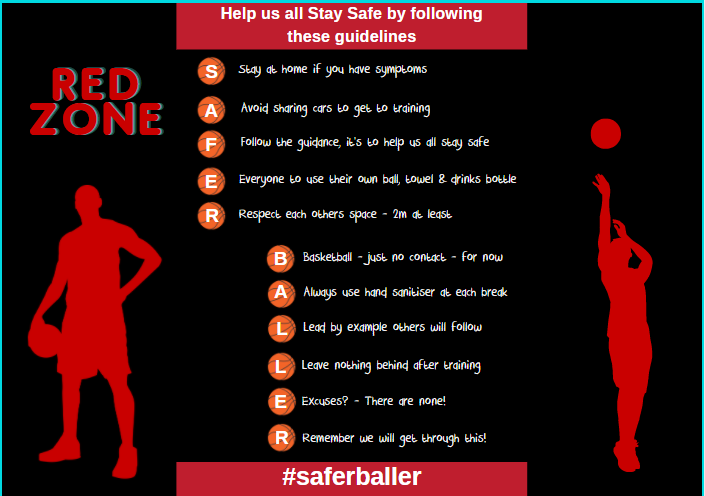 Help us all Stay Safe by following
these guidelines
RED
ZONE
S Stay at home if you have symptoms
A Avoid sharing cars to get to training
F Follow the guidance, it's to help us all stay safe
E Everyone to use their own ball, towel & drinks bottle
R Respect each others space - 2m at least
B Basketball - just no contact - for now
A Always use hand sanitiser at each break
L Lead by example others will follow
L Leave nothing behind after training
E Excuses? - There are none!
R Remember we will get through this!
#saferballer